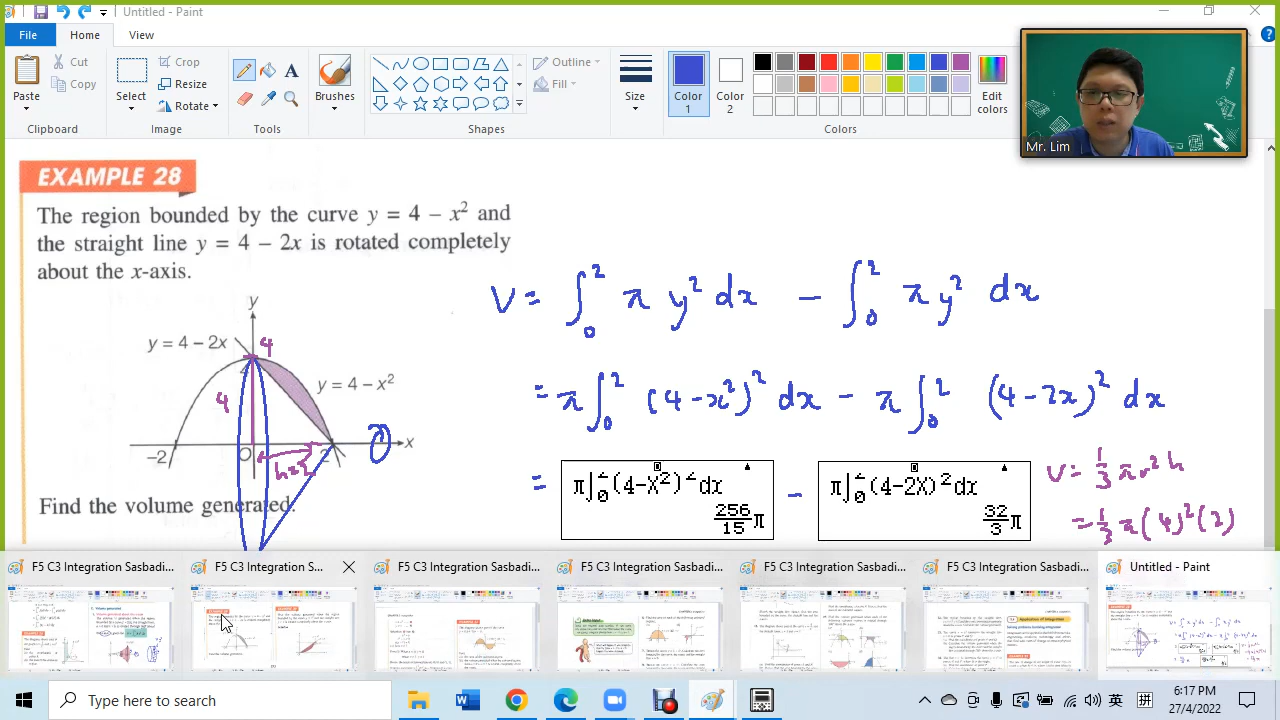 Untitled - Paint
File Home View
Cut
Copy
Paste
Clipboard
Crop
Resize
Rotate
Select
Image
Tools
Brushes
Outline
Fill
Shapes
Size
Color 1
Color 2
Colors
Edit colors
Mr. Lim
EXAMPLE 28
The region bounded by the curve y = 4 – x² and
the straight line y = 4 – 2x is rotated completely
about the x-axis.
y
y = 4 – 2x
4
4
y = 4 – x²
–2 O 2 x
h=2
Find the volume generated.
V = ∫₀² π y² dx − ∫₀² π y² dx
= π ∫₀² (4-x²)² dx − π ∫₀² (4-2x)² dx
= π∫₀²(4-X²)²dx
256/15 π
− π∫₀²(4-2X)²dx
32/3 π
V = 1/3 π r² h
= 1/3 π (4)² (2)
F5 C3 Integration Sasbadi...
F5 C3 Integration S...
F5 C3 Integration Sasbadi...
F5 C3 Integration Sasbadi...
F5 C3 Integration Sasbadi...
F5 C3 Integration Sasbadi...
Untitled - Paint
Type here to search
英
拼
6:17 PM
27/4/2022